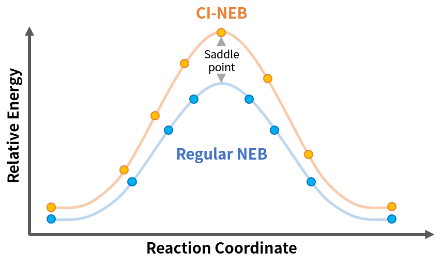 CI-NEB
Saddle
point
Regular NEB
Relative Energy
Reaction Coordinate